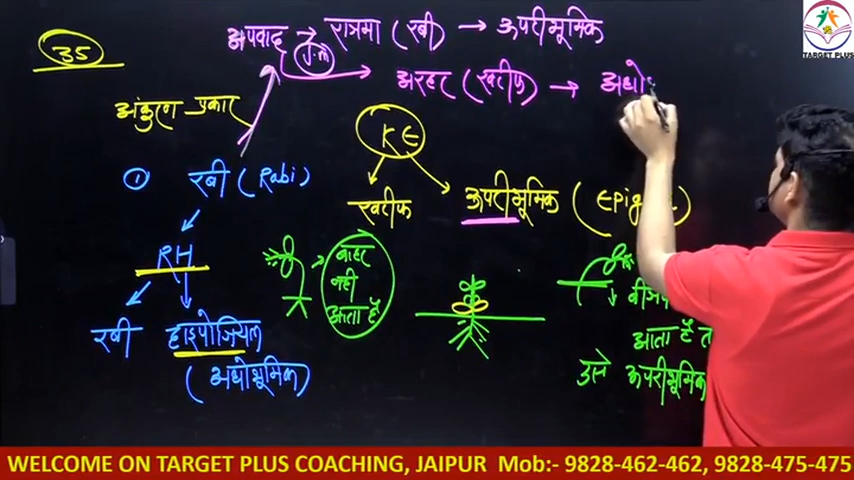 35
अपवाद → राजमा (रबी) → ऊपरीभूमिक
अरहर (खरीफ) → अधो
अंकुरण प्रकार
KE
① रबी (Rabi)
खरीफ ऊपरीभूमिक (Epig
RH
बाहर
नही
आता है
रबी हाइपोजियल
(अधोभूमिक)
आता है त
उसे ऊपरीभूमिक
TARGET PLUS
WELCOME ON TARGET PLUS COACHING, JAIPUR Mob:- 9828-462-462, 9828-475-475